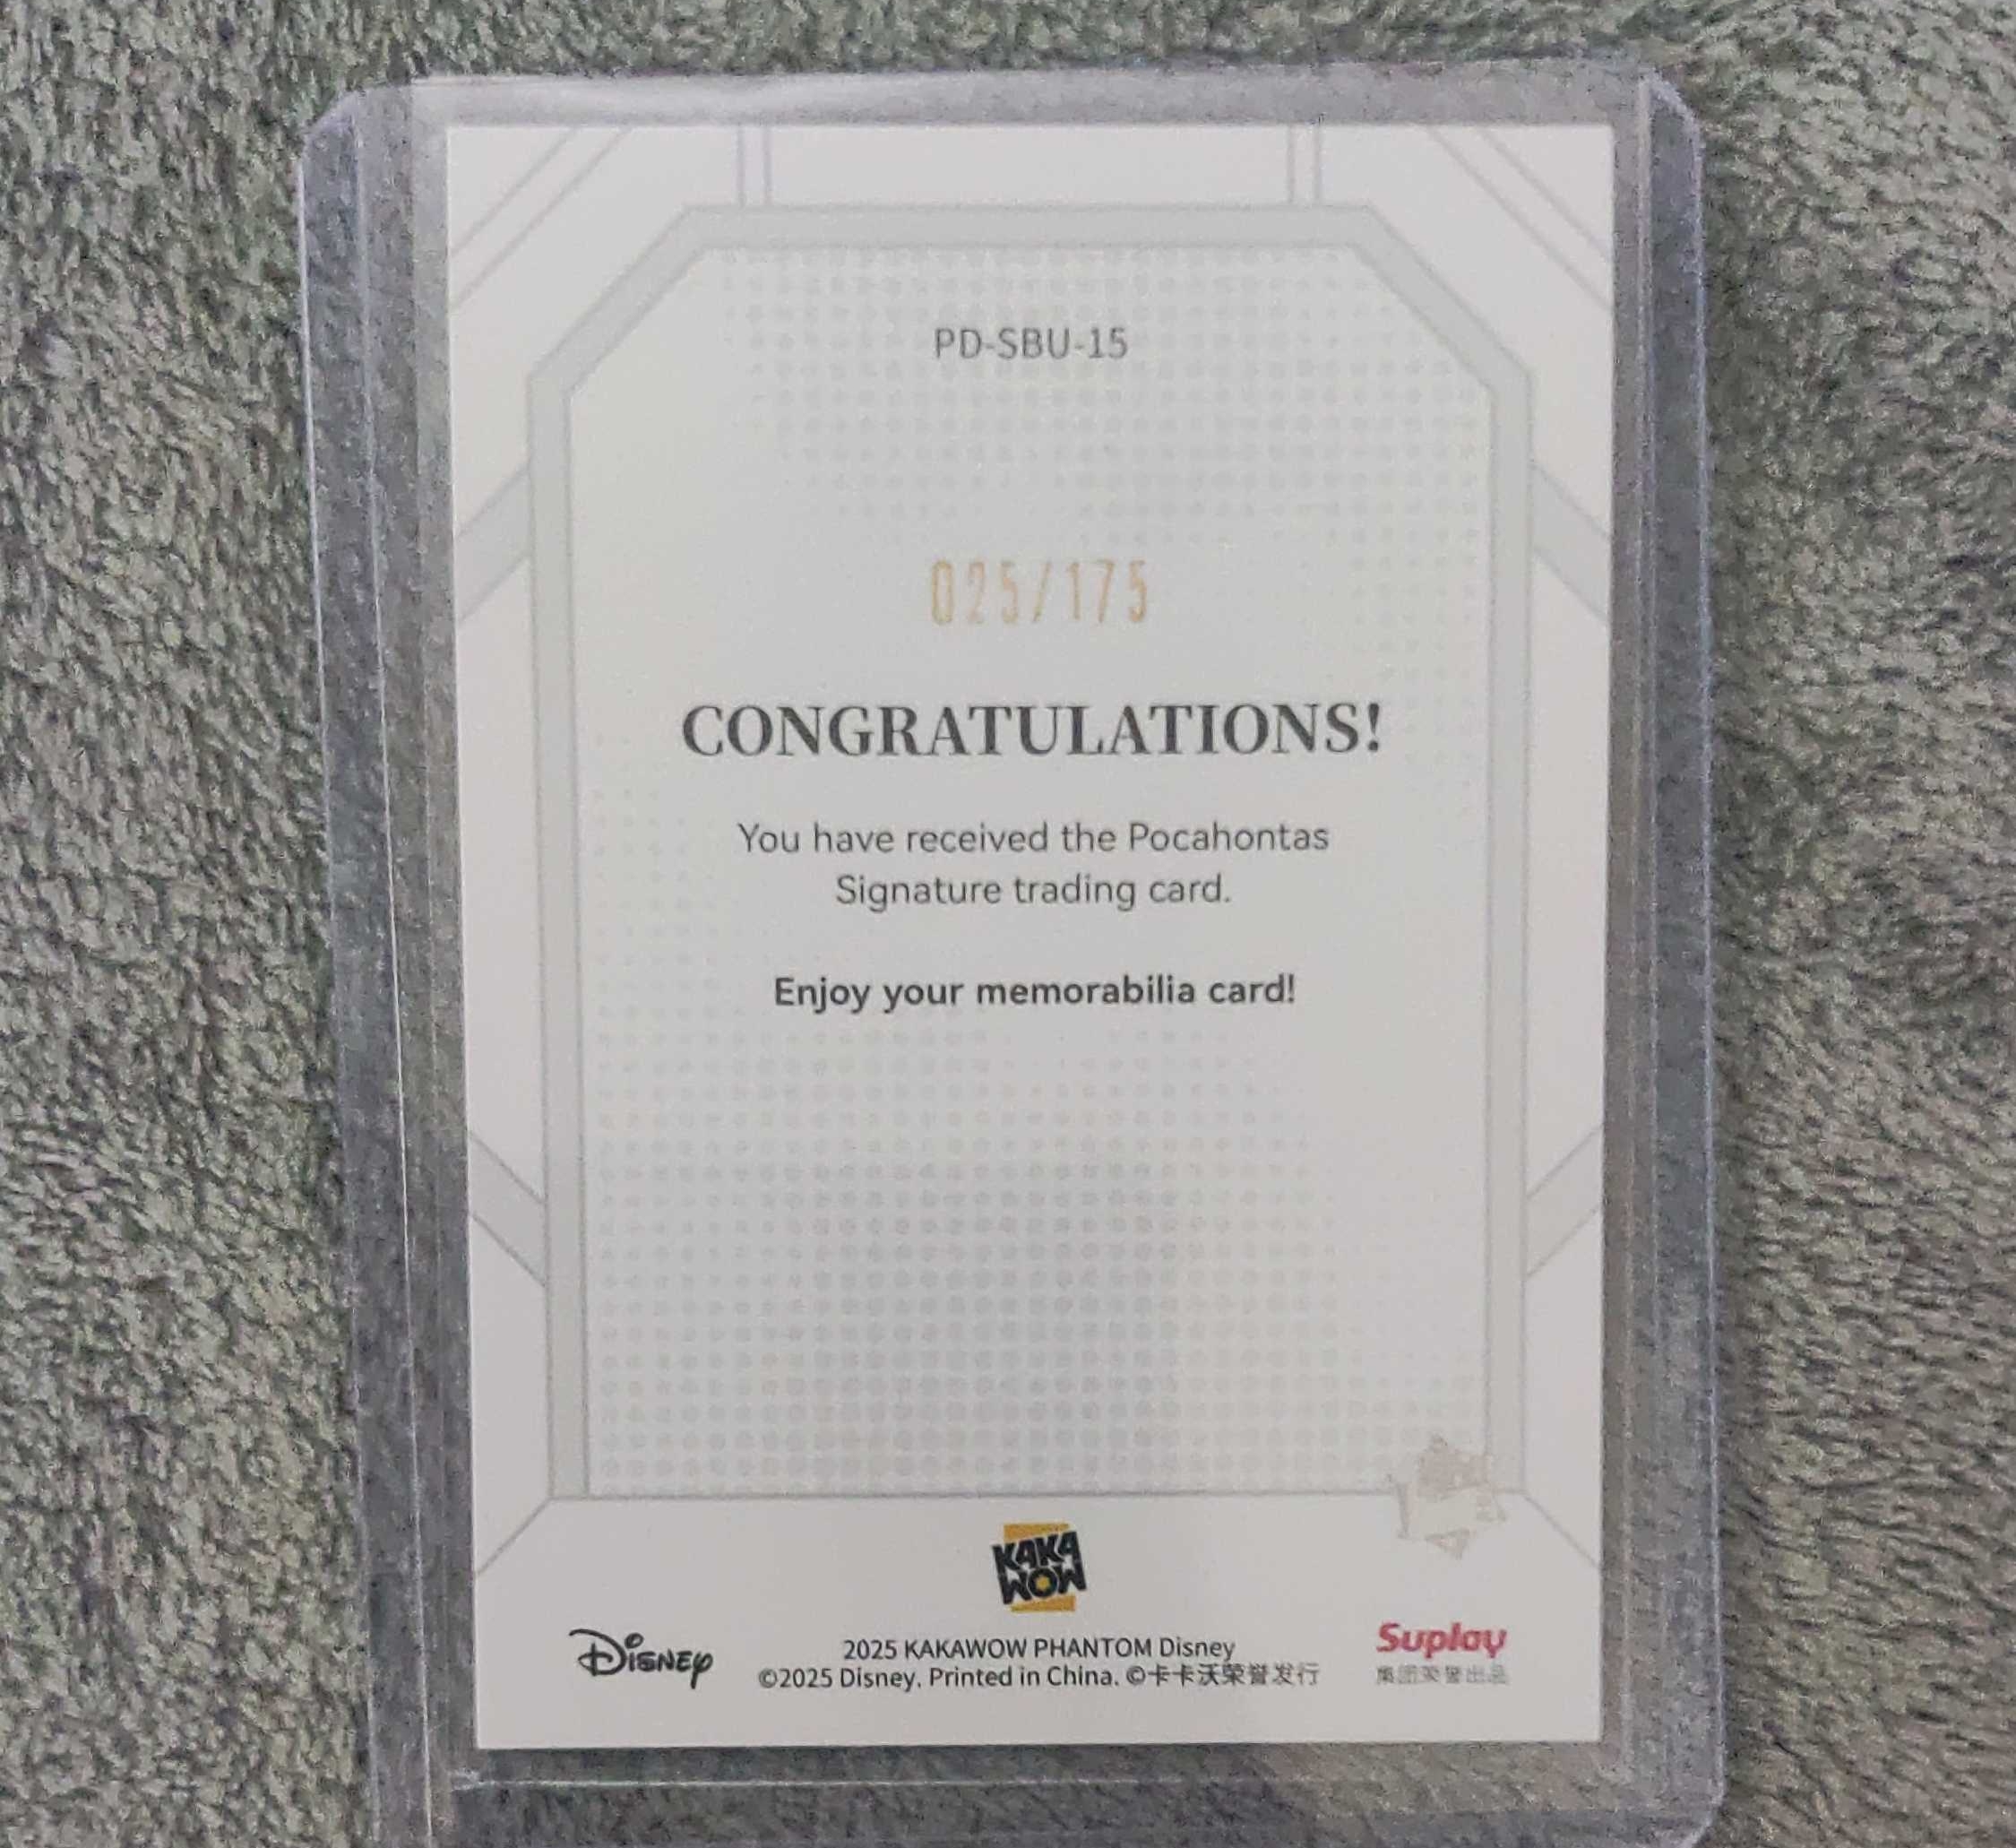 PD-SBU-15
025/175
CONGRATULATIONS!
You have received the Pocahontas
Signature trading card.
Enjoy your memorabilia card!
KAKA
WOW
Disney
2025 KAKAWOW PHANTOM Disney
©2025 Disney. Printed in China. ©卡卡沃荣誉发行
Suplay
集团荣誉出品